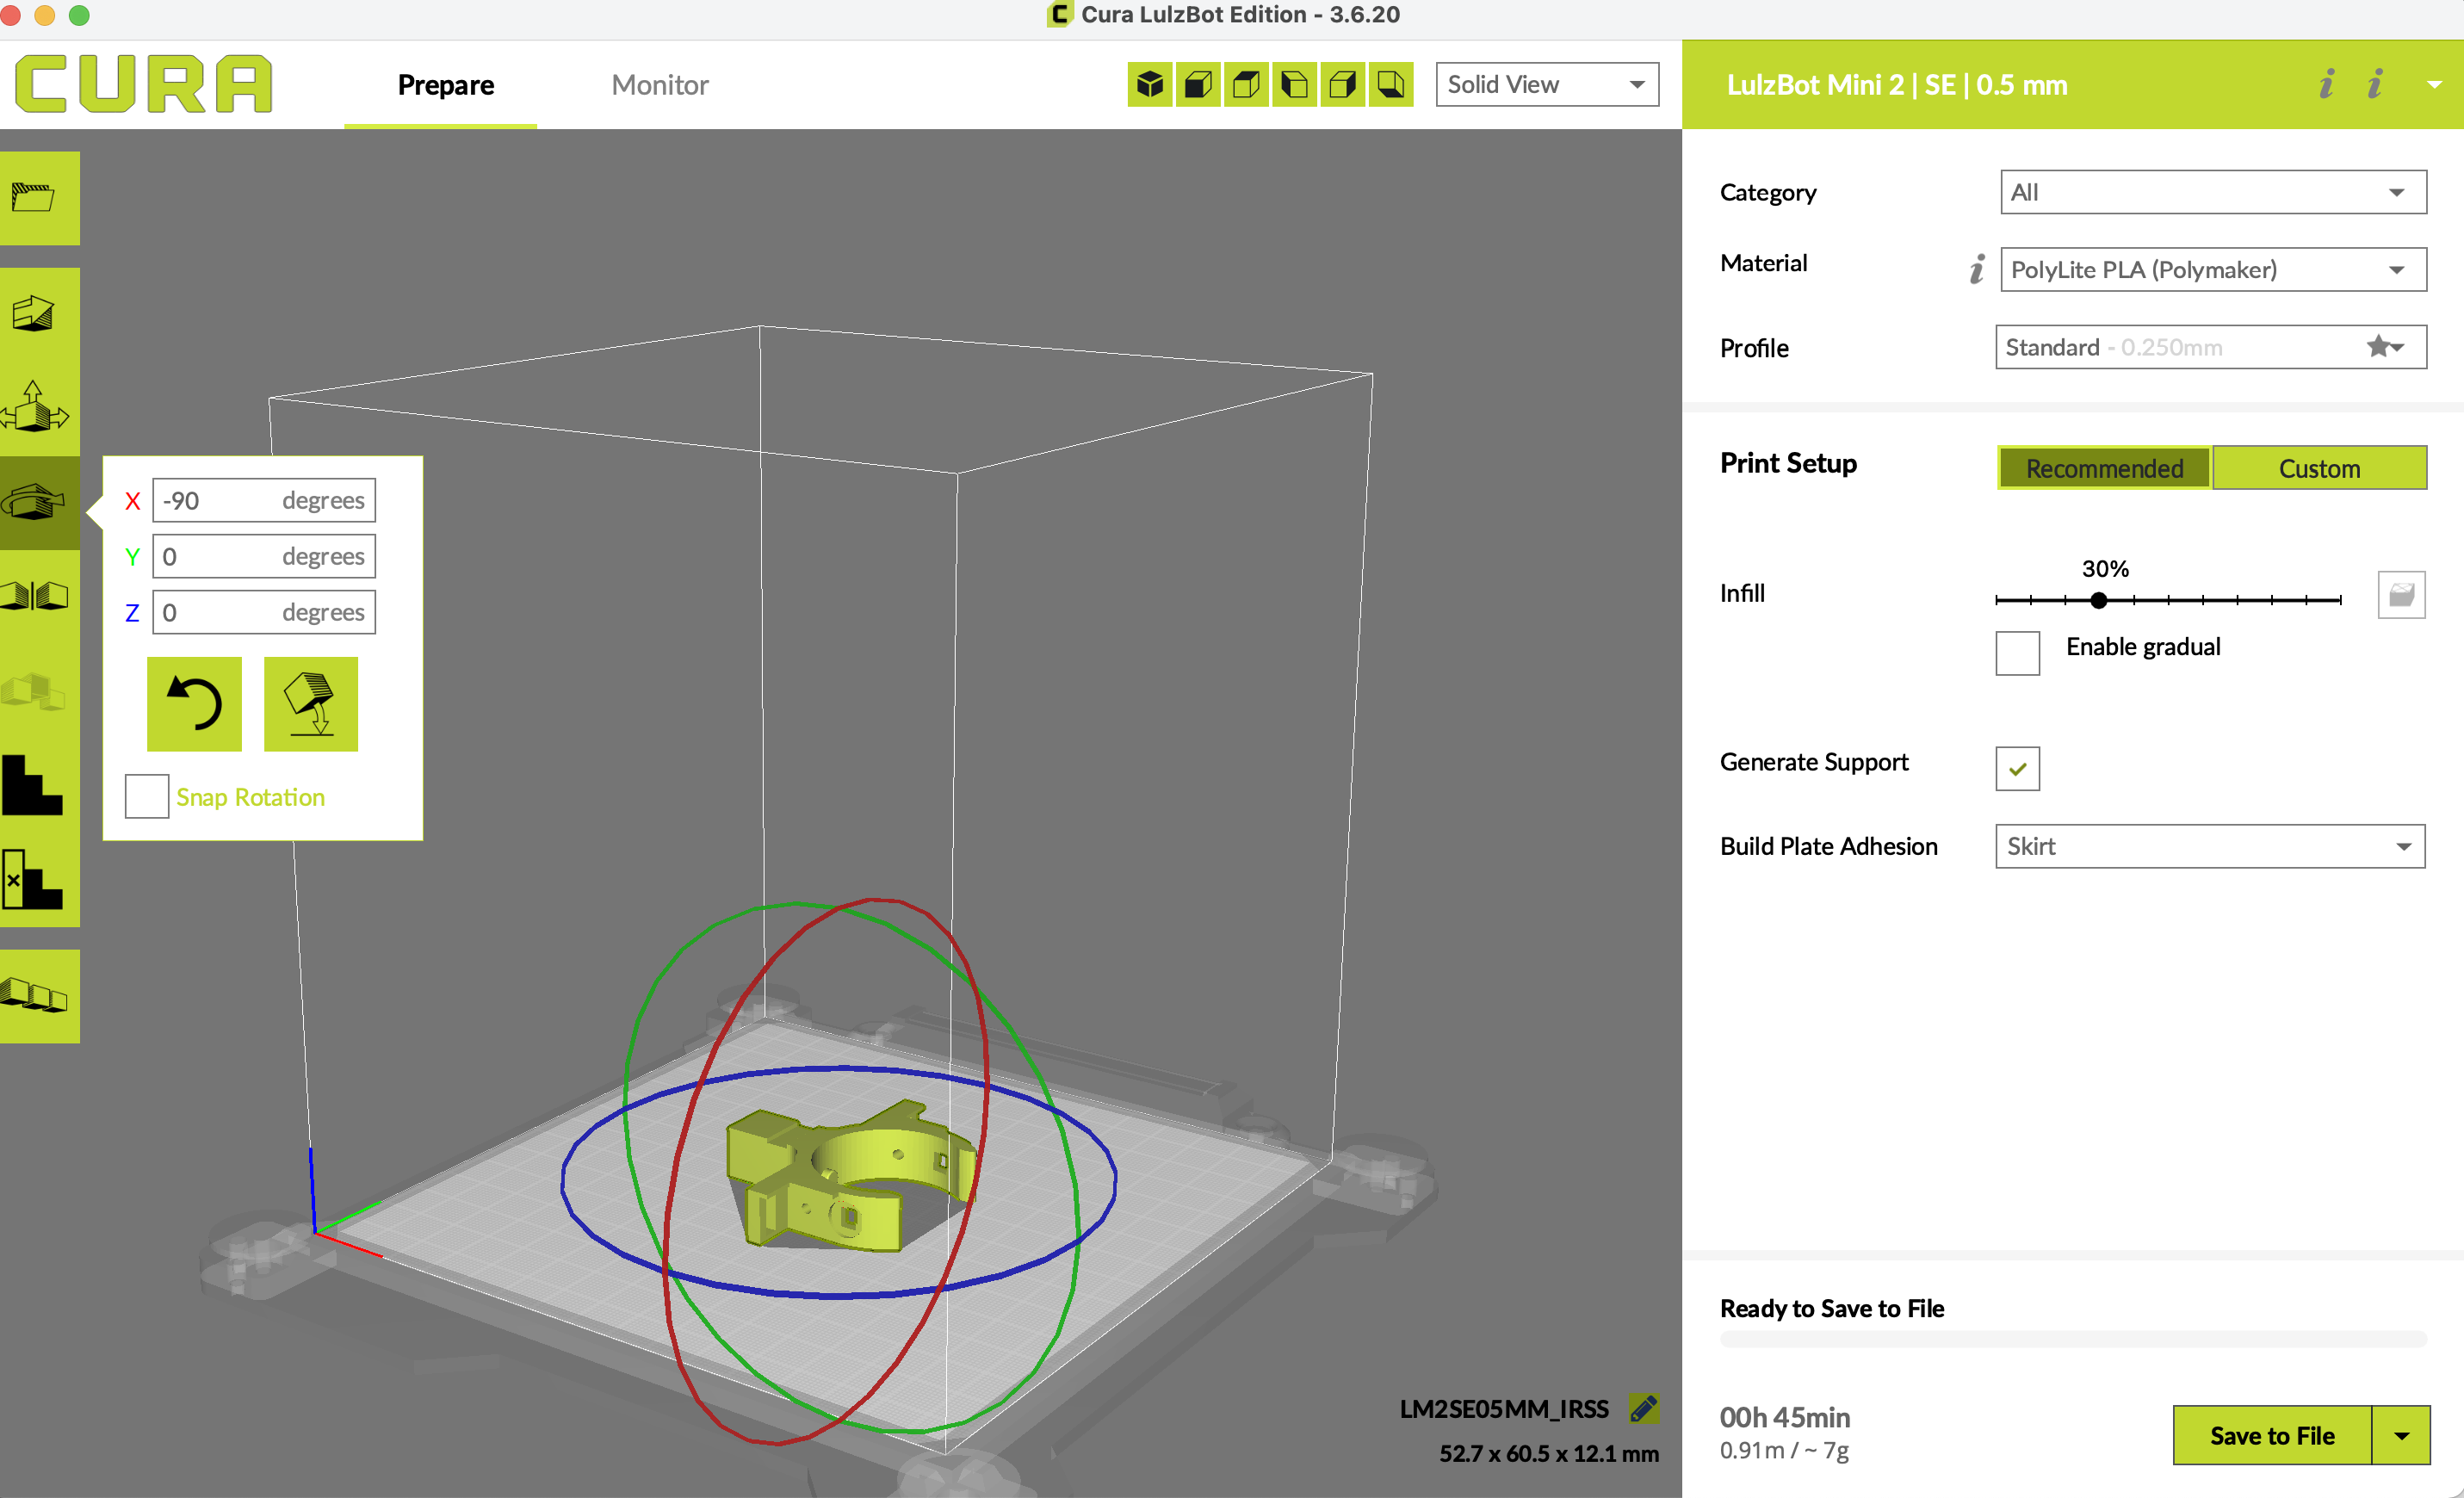 Cura LulzBot Edition - 3.6.20
CURA
Prepare
Monitor
Solid View
LulzBot Mini 2 | SE | 0.5 mm
Category
All
Material
PolyLite PLA (Polymaker)
Profile
Standard - 0.250mm
Print Setup
Recommended
Custom
X -90 degrees
Y 0 degrees
Z 0 degrees
Snap Rotation
Infill
30%
Enable gradual
Generate Support
Build Plate Adhesion
Skirt
LM2SE05MM_IRSS
52.7 x 60.5 x 12.1 mm
Ready to Save to File
00h 45min
0.91m / ~ 7g
Save to File